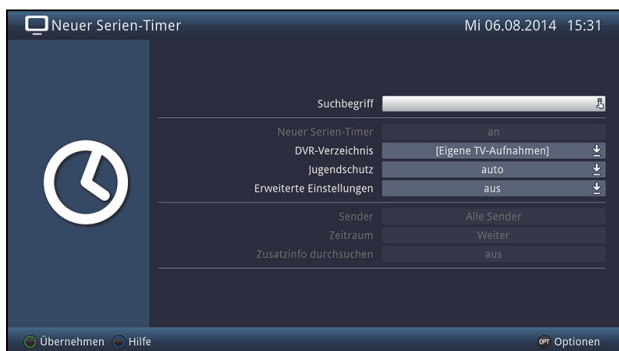 Neuer Serien-Timer Mi 06.08.2014 15:31
Suchbegriff
Neuer Serien-Timer an
DVR-Verzeichnis [Eigene TV-Aufnahmen]
Jugendschutz auto
Erweiterte Einstellungen aus
Sender Alle Sender
Zeitraum Weiter
Zusatzinfo durchsuchen aus
Übernehmen Hilfe OPT Optionen